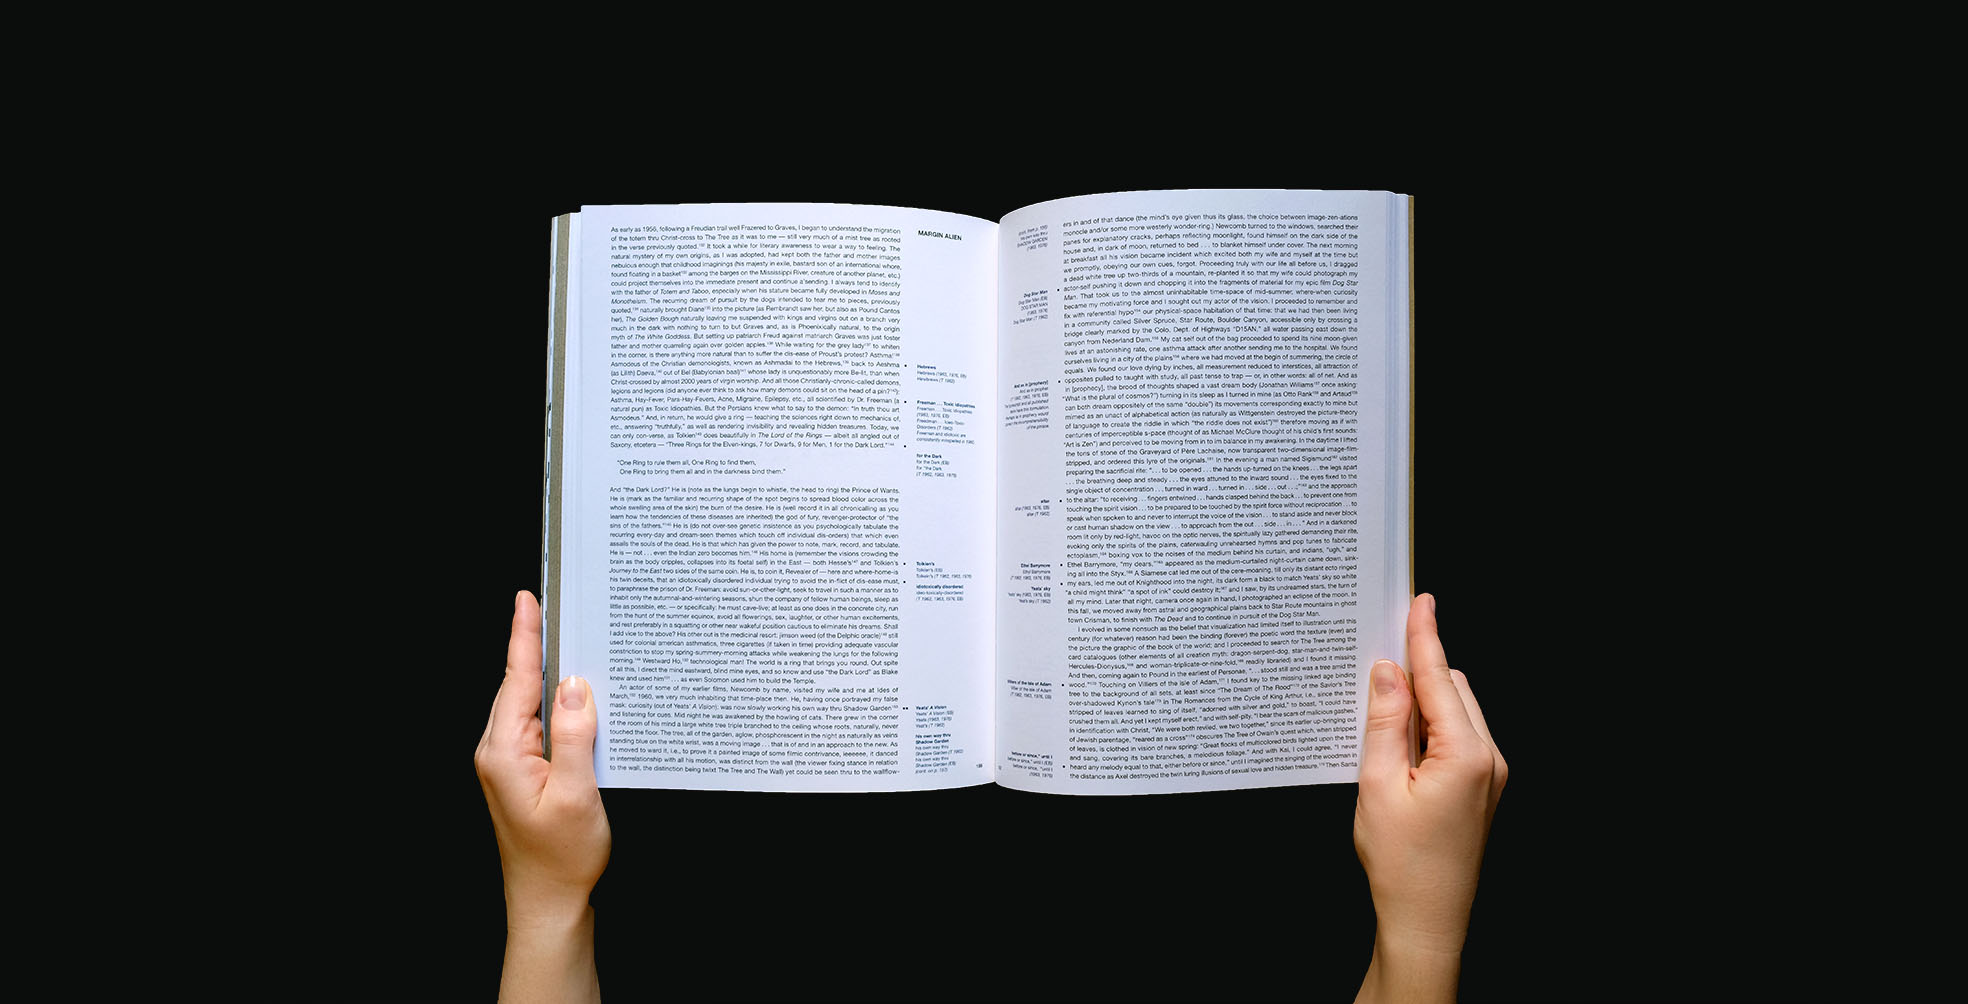 As early as 1956, following a Freudian trail well Frazered to Graves, I began to understand the migration
of the totem thru Christ-cross to The Tree as it was to me — still very much of a mist tree as rooted
in the verse previously quoted.¹³² It took a while for literary awareness to wear a way to feeling. The
natural mystery of my own origins, as I was adopted, had kept both the father and mother images
nebulous enough that childhood imaginings (his majesty in exile, bastard son of an international whore,
found floating in a basket¹³³ among the barges on the Mississippi River, creature of another planet, etc.)
could project themselves into the immediate present and continue a'sending. I always tend to identify
with the father of Totem and Taboo, especially when his stature became fully developed in Moses and
Monotheism. The recurring dream of pursuit by the dogs intended to tear me to pieces, previously
quoted,¹³⁴ naturally brought Diane¹³⁵ into the picture (as Rembrandt saw her, but also as Pound Cantos
her), The Golden Bough naturally leaving me suspended with kings and virgins out on a branch very
much in the dark with nothing to turn to but Graves and, as is Phoenixically natural, to the origin
myth of The White Goddess. But setting up patriarch Freud against matriarch Graves was just foster
father and mother quarreling again over golden apples.¹³⁶ While waiting for the grey lady¹³⁷ to whiten
in the corner, is there anything more natural than to suffer the dis-ease of Proust's protest? Asthma¹³⁸
Asmodeus of the Christian demonologists, known as Ashmadai to the Hebrews,¹³⁹ back to Aeshma
(as Lilith) Daeva,¹⁴⁰ out of Bel (Babylonian baal)¹⁴¹ whose lady is unquestionably more Be-lit, than when
Christ-crossed by almost 2000 years of virgin worship. And all those Christianly-chronic-called demons,
legions and legions (did anyone ever think to ask how many demons could sit on the head of a pin?¹⁴²):
Asthma, Hay-Fever, Para-Hay-Fevers, Acne, Migraine, Epilepsy, etc., all scientified by Dr. Freeman (a
natural pun) as Toxic Idiopathies. But the Persians know what to say to the demon: "In truth thou art
Asmodeus." And, in return, he would give a ring — teaching the sciences right down to mechanics of,
etc., answering "truthfully," as well as rendering invisibility and revealing hidden treasures. Today, we
can only con-verse, as Tolkien¹⁴³ does beautifully in The Lord of the Rings — albeit all angled out of
Saxony, etcetera — "Three Rings for the Elven-kings, 7 for Dwarfs, 9 for Men, 1 for the Dark Lord."¹⁴⁴
"One Ring to rule them all, One Ring to find them,
One Ring to bring them all and in the darkness bind them."
And "the Dark Lord?" He is (note as the lungs begin to whistle, the head to ring) the Prince of Wants.
He is (mark as the familiar and recurring shape of the spot begins to spread blood color across the
whole swelling area of the skin) the burn of the desire. He is (well record it in all chronicalling as you
learn how the tendencies of these diseases are inherited) the god of fury, revenger-protector of "the
sins of the fathers."¹⁴⁵ He is (do not over-see genetic insistence as you psychologically tabulate the
recurring every-day and dream-seen themes which touch off individual dis-orders) that which even
assails the souls of the dead. He is that which has given the power to note, mark, record, and tabulate.
He is — not . . . even the Indian zero becomes him.¹⁴⁶ His home is (remember the visions crowding the
brain as the body cripples, collapses into its foetal self) in the East — both Hesse's¹⁴⁷ and Tolkien's
Journey to the East two sides of the same coin. He is, to coin it, Revealer of — here and where-home-is
his twin deceits, that an idiotoxically disordered individual trying to avoid the in-flict of dis-ease must,
to paraphrase the prison of Dr. Freeman: avoid sun-or-other-light, seek to travel in such a manner as to
inhabit only the autumnal-and-wintering seasons, shun the company of fellow human beings, sleep as
little as possible, etc. — or specifically: he must cave-live; at least as one does in the concrete city, run
from the hunt of the summer equinox, avoid all flowerings, sex, laughter, or other human excitements,
and rest preferably in a squatting or other near wakeful position cautious to eliminate his dreams. Shall
I add vice to the above? His other out is the medicinal resort: jimson weed (of the Delphic oracle)¹⁴⁸ still
used for colonial american asthmatics, three cigarettes (if taken in time) providing adequate vascular
constriction to stop my spring-summery-morning attacks while weakening the lungs for the following
morning.¹⁴⁹ Westward Ho,¹⁵⁰ technological man! The world is a ring that brings you round. Out spite
of all this, I direct the mind eastward, blind mine eyes, and so know and use "the Dark Lord" as Blake
knew and used him¹⁵¹ . . . as even Solomon used him to build the Temple.
An actor of some of my earlier films, Newcomb by name, visited my wife and me at Ides of
March,¹⁵² 1960, we very much inhabiting that time-place then. He, having once portrayed my false
mask: curiosity (out of Yeats' A Vision): was now slowly working his own way thru Shadow Garden¹⁵³
and listening for cues. Mid night he was awakened by the howling of cats. There grew in the corner
of the room of his mind a large white tree triple branched to the ceiling whose roots, naturally, never
touched the floor. The tree, all of the garden, aglow, phosphorescent in the night as naturally as veins
standing blue on the white wrist, was a moving image . . . that is of and in an approach to the new. As
he moved to ward it, i.e., to prove it a painted image of some filmic contrivance, ieeeeee, it danced
in interrelationship with all his motion, was distinct from the wall (the viewer fixing stance in relation
to the wall, the distinction being twixt The Tree and The Wall) yet could be seen thru to the wallflow-
MARGIN ALIEN
Hebrews
Hebrews (1963, 1976, EB)
Hewbrews (T 1962)
Freeman . . . Toxic Idiopathies
Freeman . . . Toxic Idiopathies
(1963, 1976, EB)
for the Dark
for the Dark (EB)
for "the Dark
(T 1962, 1963, 1976)
Tolkien's
Tolkein's (EB)
Tolkien's (T 1962, 1963, 1976)
idiotoxically disordered
ideo-toxically-disordered
(T 1962, 1963, 1976, EB)
Yeats' A Vision
Yeats' A Vision (EB)
Yeats (1963, 1976)
Yeat's (T 1962)
his own way thru
Shadow Garden
his own way thru
Shadow Garden (T 1962)
his own way thru
Shadow Garden (EB)
(cont. on p. 197)
196
SHADOW GARDEN
(1963, 1976)
Dog Star Man
Dog Star Man (EB)
DOG STAR MAN
(1963, 1976)
Dog Star Man (T 1962)
And as in [prophecy]
altar
altar (1963, 1976, EB)
alter (T 1962)
Ethel Barrymore
Ethel Barrymore
(T 1962, 1963, 1976, EB)
Yeats' sky
Yeats' sky (1963, 1976, EB)
Yeat's sky (T 1962)
Villiers of the Isle of Adam
Villier of the Isle of Adam
(T 1962, 1963, 1976, EB)
before or since," until I
before or since," until I (EB)
before or since, "until I
(1963, 1976)
ers in and of that dance (the mind's eye given thus its glass, the choice between image-zen-ations
monocle and/or some more westerly wonder-ring.) Newcomb turned to the windows, searched their
panes for explanatory cracks, perhaps reflecting moonlight, found himself on the dark side of the
house and, in dark of moon, returned to bed . . . to blanket himself under cover. The next morning
at breakfast all his vision became incident which excited both my wife and myself at the time but
we promptly, obeying our own cues, forgot. Proceeding truly with our life all before us, I dragged
a dead white tree up two-thirds of a mountain, re-planted it so that my wife could photograph my
actor-self pushing it down and chopping it into the fragments of material for my epic film Dog Star
Man. That took us to the almost uninhabitable time-space of mid-summer, where-when curiosity
became my motivating force and I sought out my actor of the vision. I proceeded to remember and
fix with referential hypo¹⁵⁴ our physical-space habitation of that time: that we had then been living
in a community called Silver Spruce, Star Route, Boulder Canyon, accessible only by crossing a
bridge clearly marked by the Colo. Dept. of Highways "D15AN," all water passing east down the
canyon from Nederland Dam.¹⁵⁵ My cat self out of the bag proceeded to spend its nine moon-given
lives at an astonishing rate, one asthma attack after another sending me to the hospital. We found
ourselves living in a city of the plains¹⁵⁶ where we had moved at the begin of summering, the circle of
equals. We found our love dying by inches, all measurement reduced to interstices, all attraction of
opposites pulled to taught with study, all past tense to trap — or, in other words: all of net. And as
in [prophecy], the brood of thoughts shaped a vast dream body (Jonathan Williams¹⁵⁷ once asking:
"What is the plural of cosmos?") turning in its sleep as I turned in mine (as Otto Rank¹⁵⁸ and Artaud¹⁵⁹
can both dream oppositely of the same "double") its movements corresponding exactly to mine but
mimed as an unact of alphabetical action (as naturally as Wittgenstein destroyed the picture-theory
of language to create the riddle in which "the riddle does not exist")¹⁶⁰ therefore moving as if with
centuries of imperceptible s-pace (thought of as Michael McClure thought of his child's first sounds:
"Art is Zen") and perceived to be moving from in to im balance in my awakening. In the daytime I lifted
the tons of stone of the Graveyard of Père Lachaise, now transparent two-dimensional image-film-
stripped, and ordered this lyre of the originals.¹⁶¹ In the evening a man named Sigismund¹⁶² visited
preparing the sacrificial rite: ". . . to be opened . . . the hands up-turned on the knees . . . the legs apart
. . . the breathing deep and steady . . . the eyes attuned to the inward sound . . . the eyes fixed to the
single object of concentration . . . turned in ward . . . turned in . . . side . . . out . . .;"¹⁶³ and the approach
to the altar: "to receiving . . . fingers entwined . . . hands clasped behind the back . . . to prevent one from
touching the spirit vision . . . to be prepared to be touched by the spirit force without reciprocation . . . to
speak when spoken to and never to interrupt the voice of the vision . . . to stand aside and never block
or cast human shadow on the view . . . to approach from the out . . . side . . . in . . . ." And in a darkened
room lit only by red-light, havoc on the optic nerves, the spiritually lazy gathered demanding their rite,
evoking only the spirits of the plains, caterwauling unrehearsed hymns and pop tunes to fabricate
ectoplasm,¹⁶⁴ boxing vox to the noises of the medium behind his curtain, and indians, "ugh," and
Ethel Barrymore, "my dears,"¹⁶⁵ appeared as the medium-curtailed night-curtain came down, sink-
ing all into the Styx.¹⁶⁶ A Siamese cat led me out of the cere-moaning, till only its distant ecto ringed
my ears, led me out of Knighthood into the night, its dark form a black to match Yeats' sky so white
"a child might think" "a spot of ink" could destroy it;¹⁶⁷ and I saw, by its undreamed stars, the turn of
all my mind. Later that night, camera once again in hand, I photographed an eclipse of the moon. In
this fall, we moved away from astral and geographical plains back to Star Route mountains in ghost
town Crisman, to finish with The Dead and to continue in pursuit of the Dog Star Man.
I evolved in some nonsuch as the belief that visualization had limited itself to illustration until this
century (for whatever) reason had been the binding (forever) the poetic word the texture (ever) and
the picture the graphic of the book of the world; and I proceeded to search for The Tree among the
card catalogues (other elements of all creation myth: dragon-serpent-dog, star-man-and-twin-self-
Hercules-Dionysus,¹⁶⁸ and woman-triplicate-or-nine-fold,¹⁶⁹ readily libraried) and I found it missing.
And then, coming again to Pound in the earliest of Personae, ". . . stood still and was a tree amid the
wood."¹⁷⁰ Touching on Villiers of the Isle of Adam,¹⁷¹ I found key to the missing linked age binding
tree to the background of all sets, at least since "The Dream of The Rood"¹⁷² of the Savior's Tree
over-shadowed Kynon's tale¹⁷³ in The Romances from the Cycle of King Arthur, i.e., since the tree
stripped of leaves learned to sing of itself, "adorned with silver and gold," to boast, "I could have
crushed them all. And yet I kept myself erect," and with self-pity, "I bear the scars of malicious gashes,"
in identification with Christ, "We were both reviled, we two together," since its earlier up-bringing out
of Jewish parentage, "reared as a cross"¹⁷⁴ obscures The Tree of Owain's quest which, when stripped
of leaves, is clothed in vision of new spring: "Great flocks of multicolored birds lighted upon the tree
and sang, covering its bare branches, a melodious foliage." And with Kai, I could agree, "I never
heard any melody equal to that, either before or since," until I imagined the singing of the woodmen in
the distance as Axel destroyed the twin luring illusions of sexual love and hidden treasure.¹⁷⁵ Then Santa